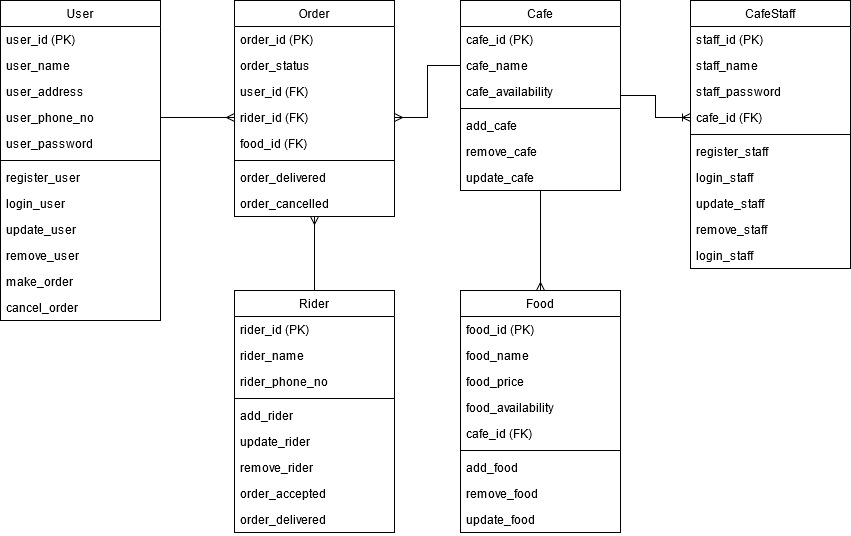 User
user_id (PK)
user_name
user_address
user_phone_no
user_password
register_user
login_user
update_user
remove_user
make_order
cancel_order
Order
order_id (PK)
order_status
user_id (FK)
rider_id (FK)
food_id (FK)
order_delivered
order_cancelled
Cafe
cafe_id (PK)
cafe_name
cafe_availability
add_cafe
remove_cafe
update_cafe
CafeStaff
staff_id (PK)
staff_name
staff_password
cafe_id (FK)
register_staff
login_staff
update_staff
remove_staff
login_staff
Rider
rider_id (PK)
rider_name
rider_phone_no
add_rider
update_rider
remove_rider
order_accepted
order_delivered
Food
food_id (PK)
food_name
food_price
food_availability
cafe_id (FK)
add_food
remove_food
update_food